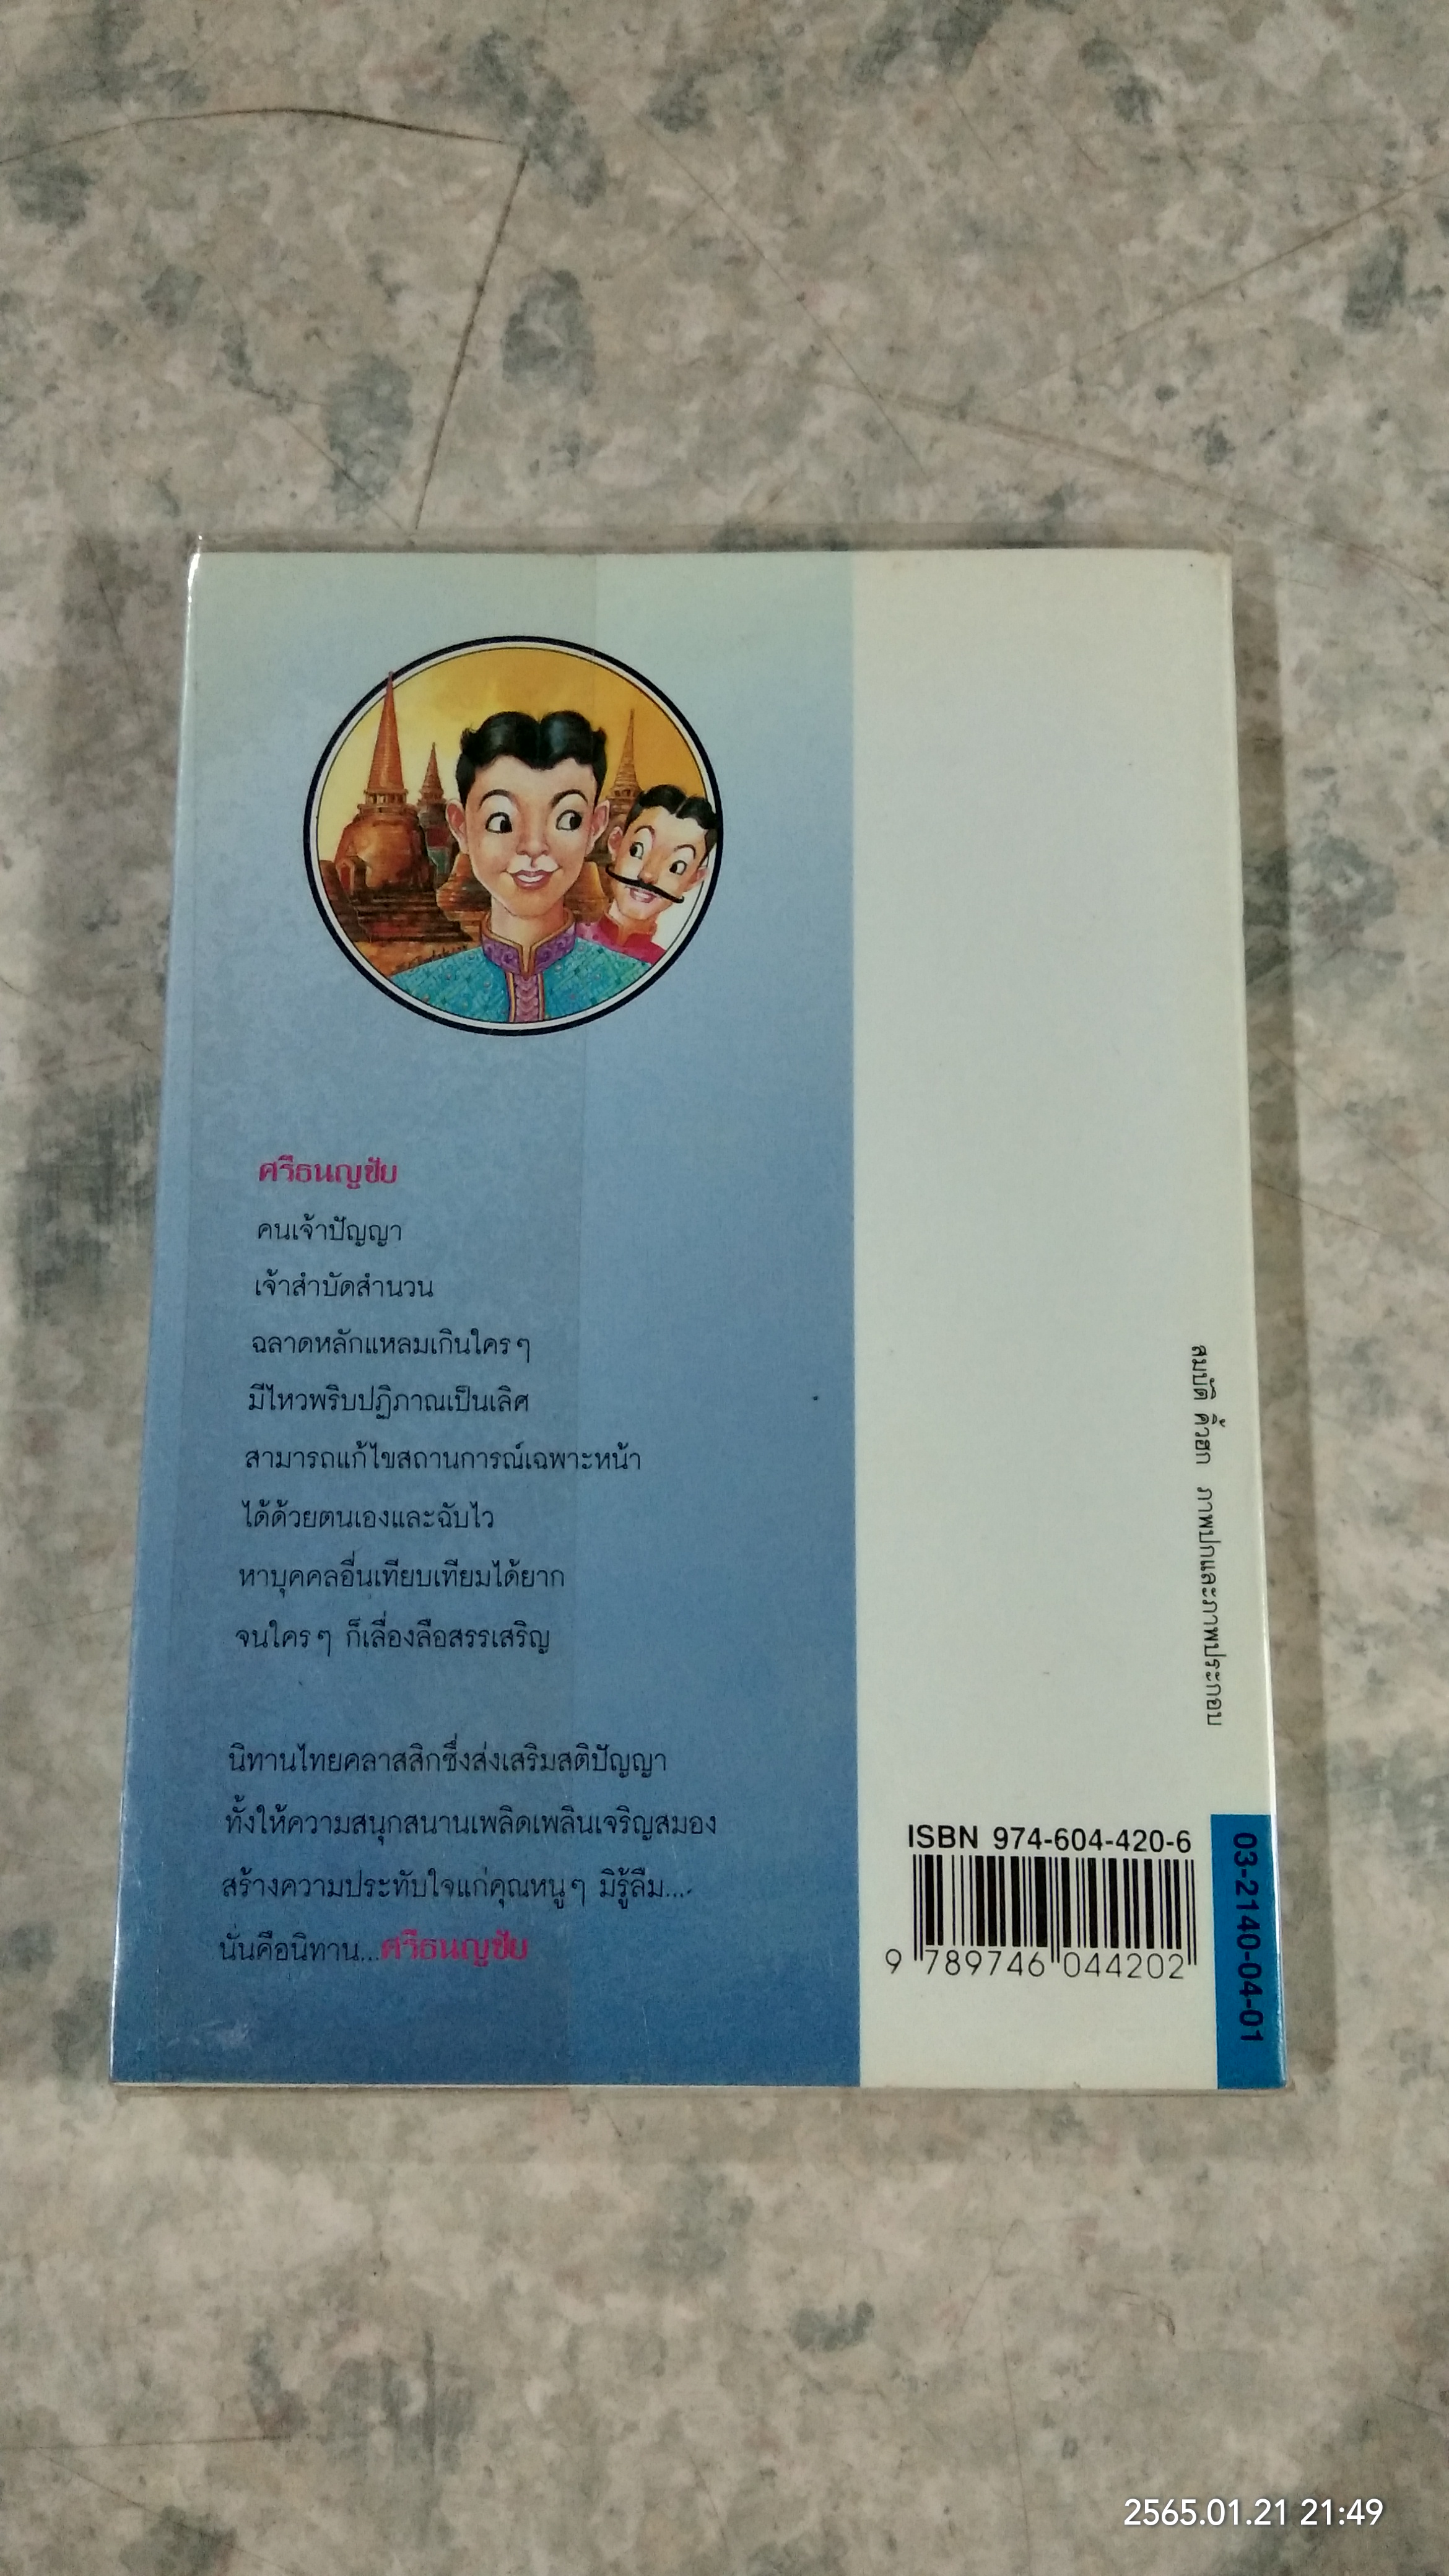 ศรีธนญชัย
คนเจ้าปัญญา
เจ้าสำบัดสำนวน
ฉลาดหลักแหลมเกินใครๆ
มีไหวพริบปฏิภาณเป็นเลิศ
สามารถแก้ไขสถานการณ์เฉพาะหน้า
ได้ด้วยตนเองและฉับไว
หาบุคคลอื่นเทียบเทียมได้ยาก
จนใครๆ ก็เลื่องลือสรรเสริญ
นิทานไทยคลาสสิกซึ่งส่งเสริมสติปัญญา
ทั้งให้ความสนุกสนานเพลิดเพลินเจริญสมอง
สร้างความประทับใจแก่คุณหนูๆ มิรู้ลืม...
นั่นคือนิทาน...ศรีธนญชัย
สมบัติ คิ้วฮก ภาพปกและภาพประกอบ
ISBN 974-604-420-6
9 789746 044202
03-2140-04-01
2565.01.21 21:49